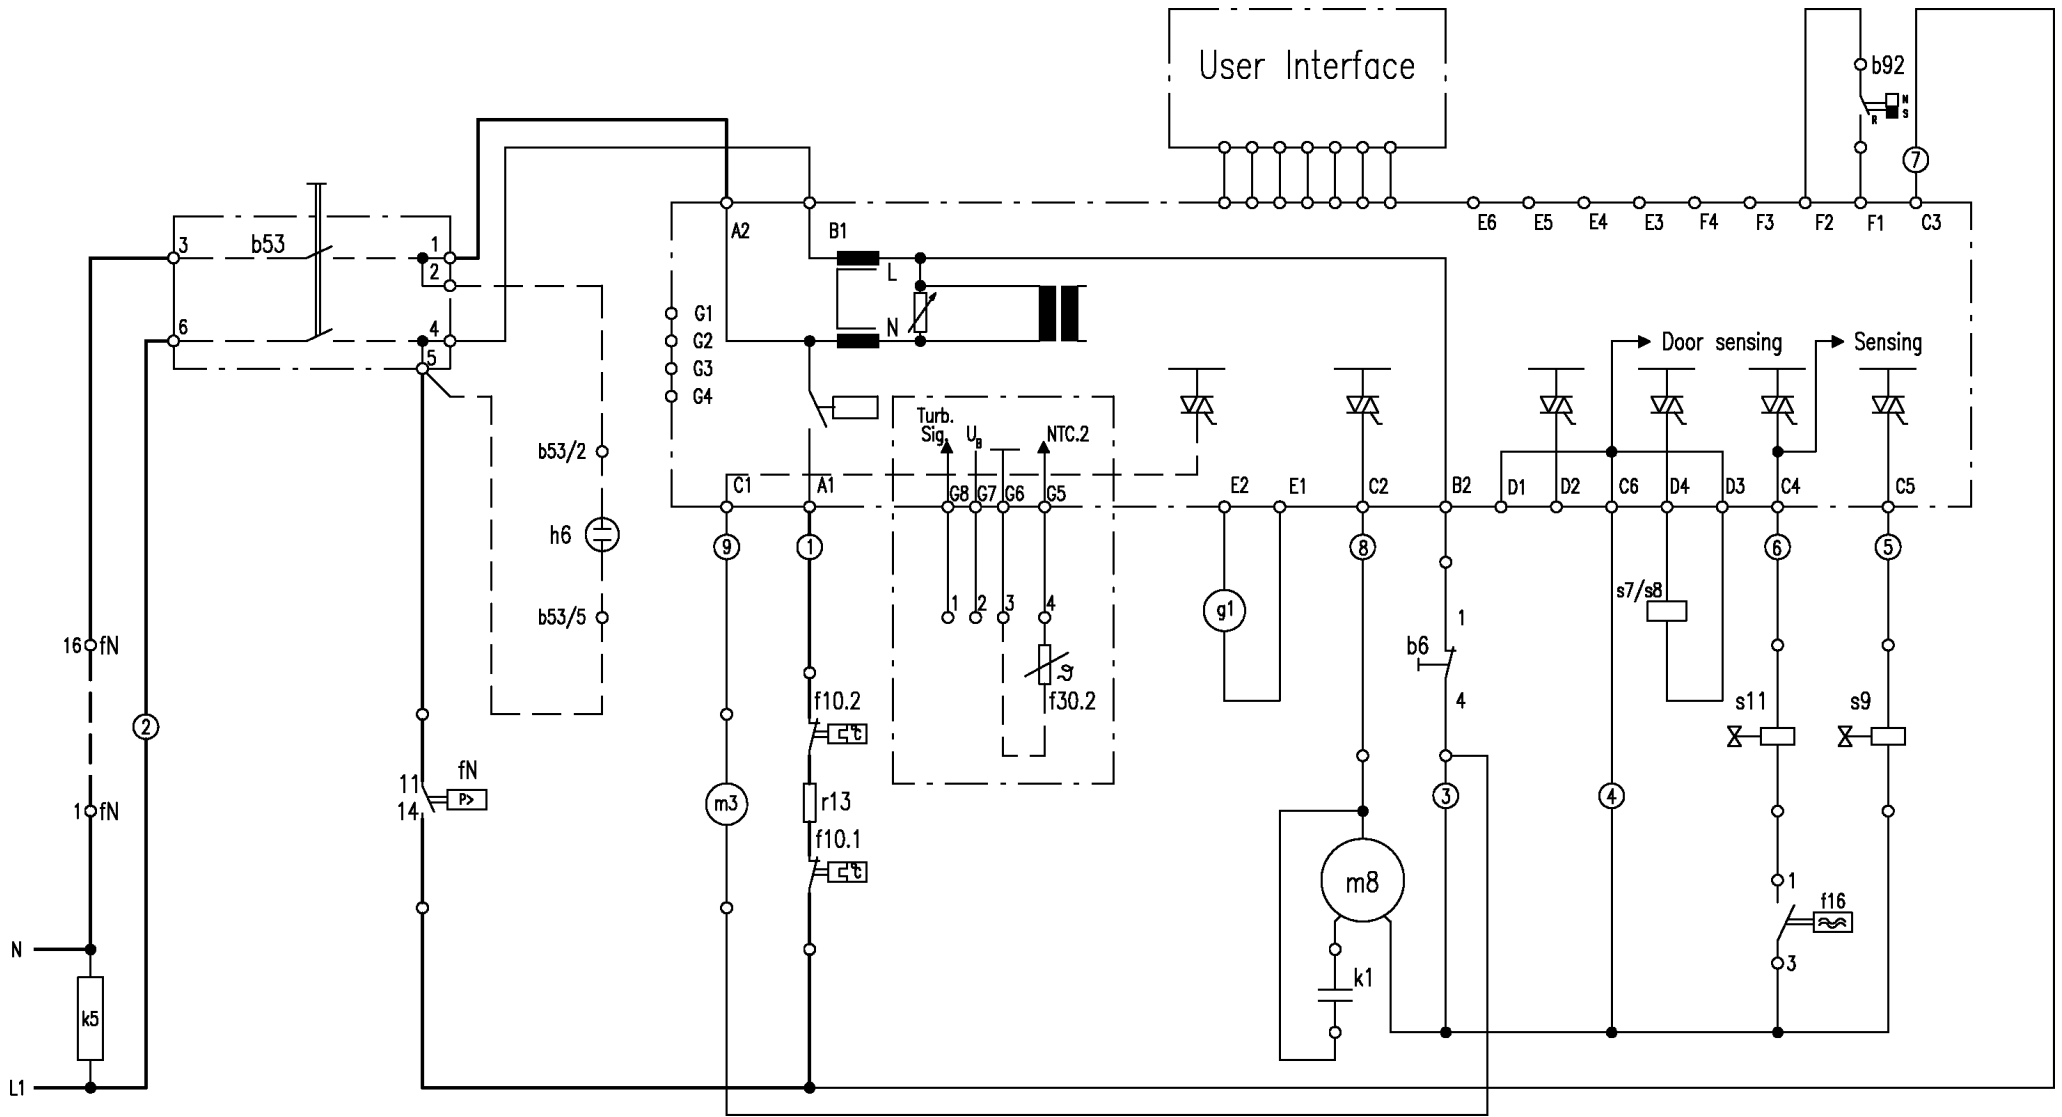 User Interface
b92
N
S
R
7
A2
B1
E6
E5
E4
E3
F4
F3
F2
F1
C3
3
b53
1
2
L
6
4
N
5
G1
G2
G3
G4
Door sensing
Sensing
Turb.
Sig.
UB
NTC.2
b53/2
C1
A1
G8
G7
G6
G5
E2
E1
C2
B2
D1
D2
C6
D4
D3
C4
C5
h6
9
1
8
6
5
b53/5
1
2
3
4
g1
1
s7/s8
16
fN
b6
ϑ
f10.2
°C
f30.2
4
s11
s9
2
11
fN
14
P>
m3
r13
3
4
1
fN
f10.1
°C
m8
1
f16
N
k1
3
k5
L1